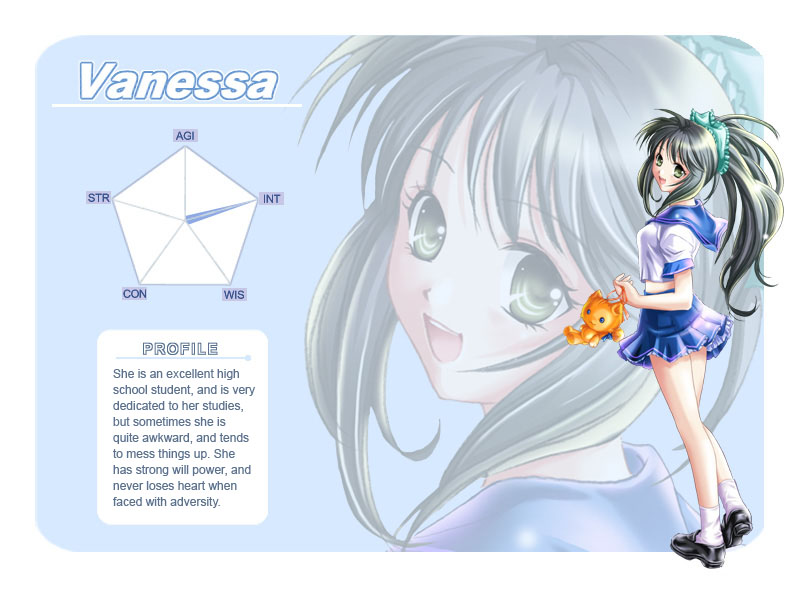 Vanessa
AGI
STR
INT
CON
WIS
PROFILE
She is an excellent high
school student, and is very
dedicated to her studies,
but sometimes she is
quite awkward, and tends
to mess things up. She
has strong will power, and
never loses heart when
faced with adversity.